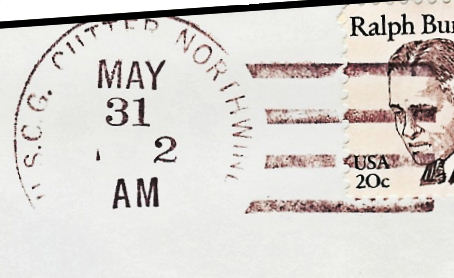 U.S.C.G. CUTTER NORTHWIND
MAY
31
2
AM
Ralph Bun
USA
20c